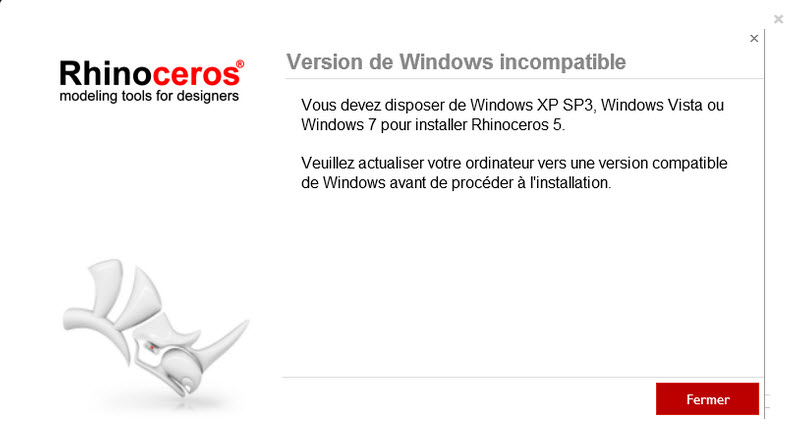 Rhinoceros®
modeling tools for designers
Version de Windows incompatible
Vous devez disposer de Windows XP SP3, Windows Vista ou
Windows 7 pour installer Rhinoceros 5.
Veuillez actualiser votre ordinateur vers une version compatible
de Windows avant de procéder à l'installation.
Fermer